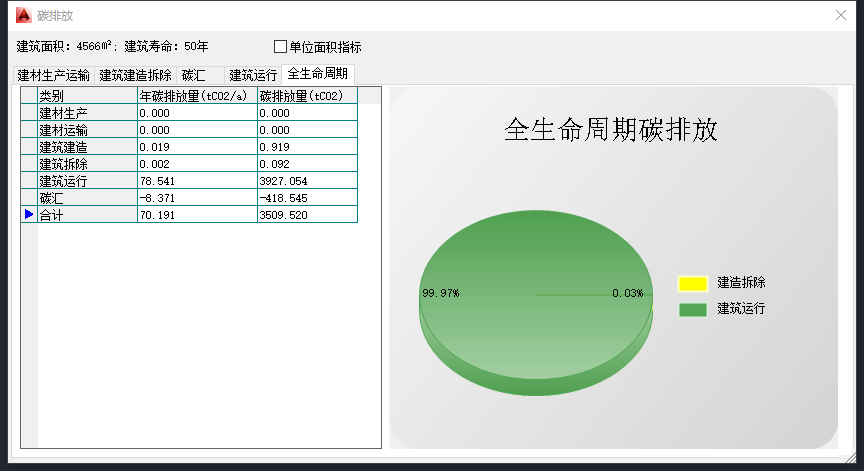 碳排放
建筑面积: 4566m²; 建筑寿命: 50年 单位面积指标
建材生产运输 建筑建造拆除 碳汇 建筑运行 全生命周期
类别 年碳排放量(tCO2/a) 碳排放量(tCO2)
建材生产 0.000 0.000
建材运输 0.000 0.000
建筑建造 0.019 0.919
建筑拆除 0.002 0.092
建筑运行 78.541 3927.054
碳汇 -8.371 -418.545
合计 70.191 3509.520
全生命周期碳排放
99.97% 0.03%
建造拆除
建筑运行